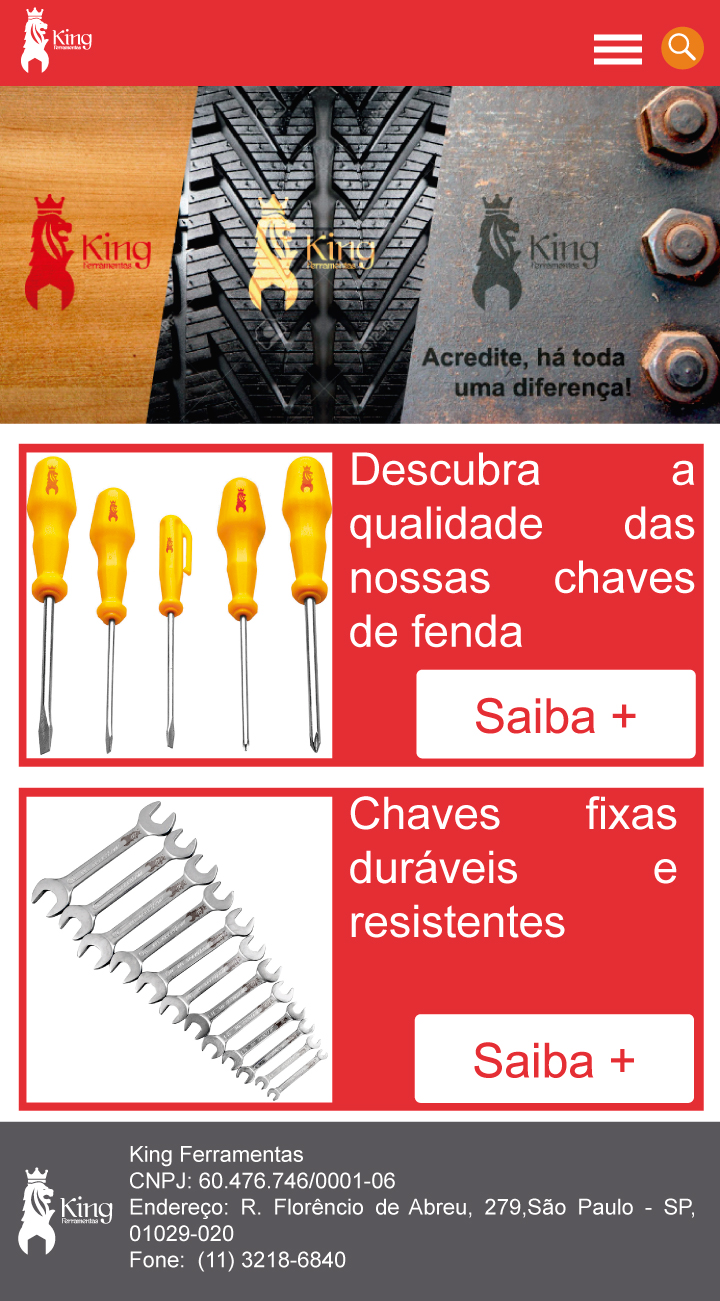 King
Ferramentas
King
Ferramentas
King
Ferramentas
King
Ferramentas
Acredite, há toda
uma diferença!
Descubra a
qualidade das
nossas chaves
de fenda
Saiba +
Chaves fixas
duráveis e
resistentes
Saiba +
King
Ferramentas
King Ferramentas
CNPJ: 60.476.746/0001-06
Endereço: R. Florêncio de Abreu, 279,São Paulo - SP,
01029-020
Fone: (11) 3218-6840